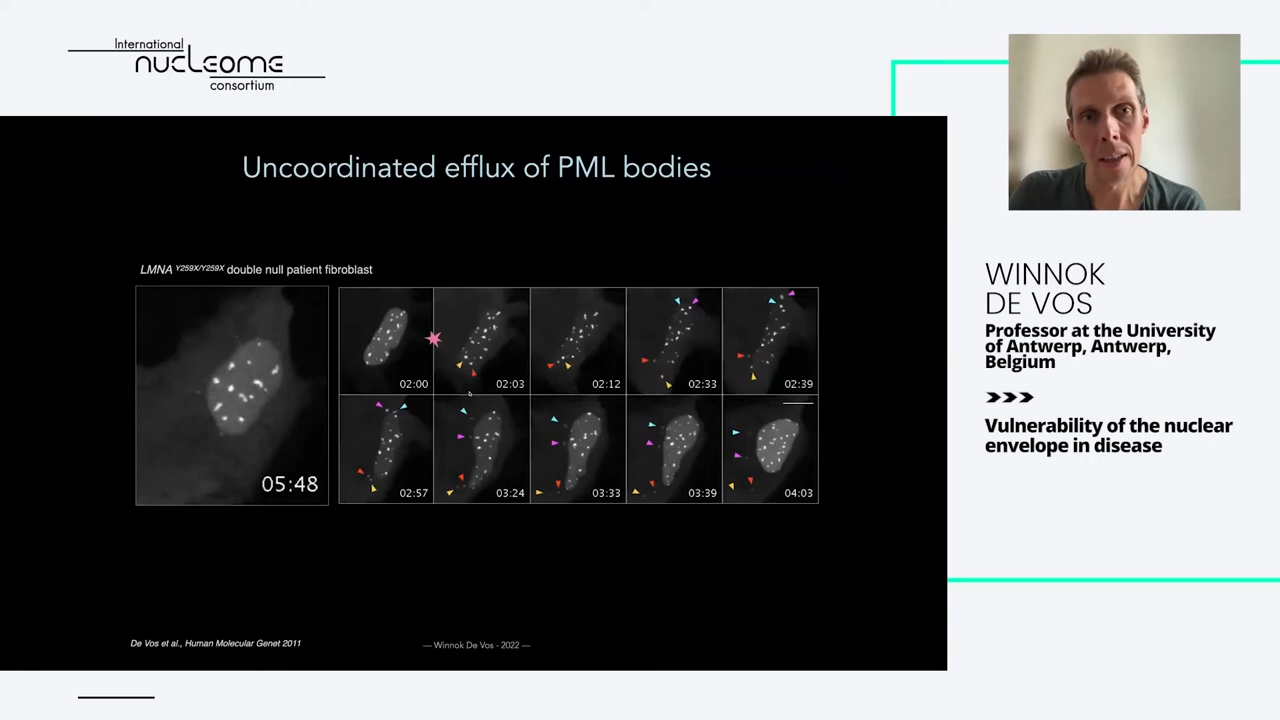 International
nucleome
consortium
Uncoordinated efflux of PML bodies
LMNA Y259X/Y259X double null patient fibroblast
05:48
02:00
02:03
02:12
02:33
02:39
02:57
03:24
03:33
03:39
04:03
De Vos et al., Human Molecular Genet 2011
— Winnok De Vos - 2022 —
WINNOK
DE VOS
Professor at the University
of Antwerp, Antwerp,
Belgium
Vulnerability of the nuclear
envelope in disease